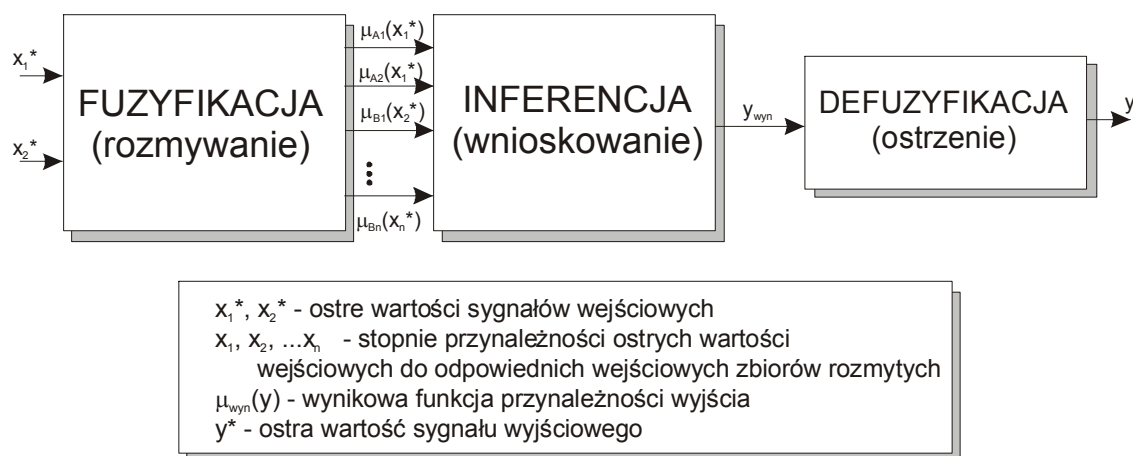 x₁*
x₂*
FUZYFIKACJA
(rozmywanie)
μA1(x₁*)
μA2(x₁*)
μB1(x₂*)
μBn(xₙ*)
INFERENCJA
(wnioskowanie)
ywyn
DEFUZYFIKACJA
(ostrzenie)
y
x₁*, x₂* - ostre wartości sygnałów wejściowych
x₁, x₂, ...xₙ - stopnie przynależności ostrych wartości
wejściowych do odpowiednich wejściowych zbiorów rozmytych
μwyn(y) - wynikowa funkcja przynależności wyjścia
y* - ostra wartość sygnału wyjściowego